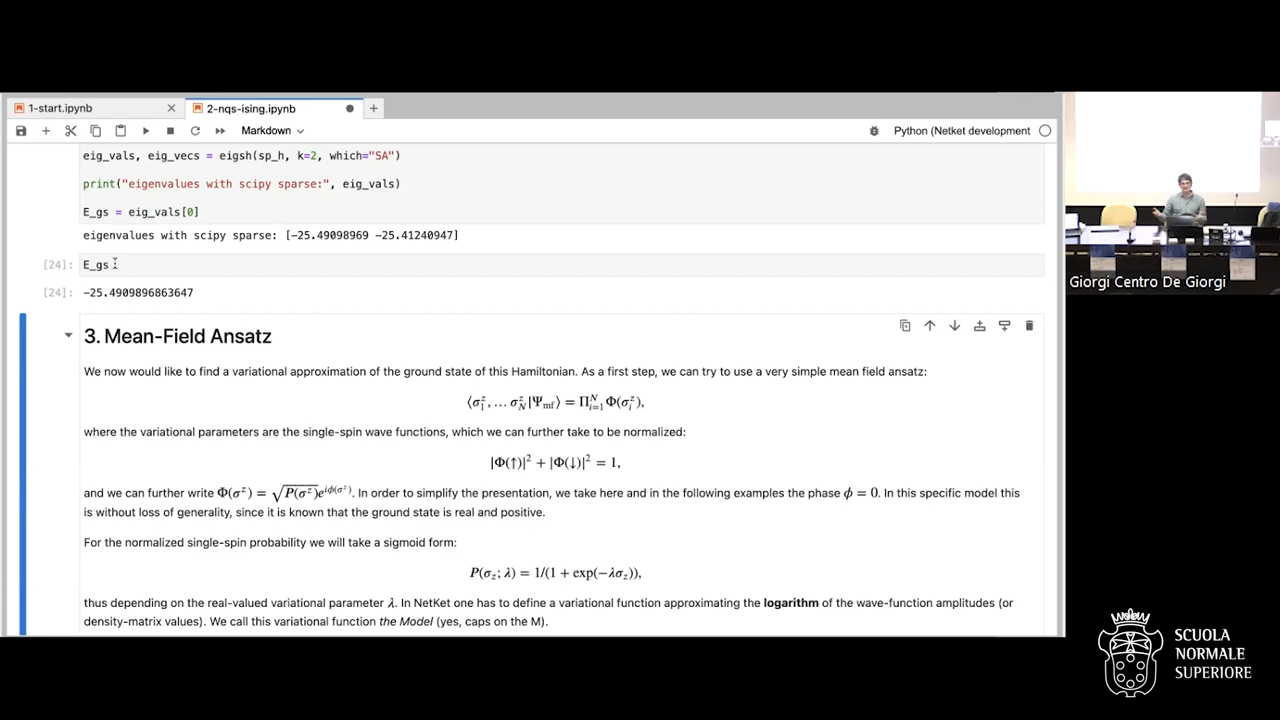 1-start.ipynb
2-nqs-ising.ipynb
Markdown
Python (Netket development
eig_vals, eig_vecs = eigsh(sp_h, k=2, which="SA")
print("eigenvalues with scipy sparse:", eig_vals)
E_gs = eig_vals[0]
eigenvalues with scipy sparse: [-25.49098969 -25.41240947]
[24]: E_gs
[24]: -25.4909896863647
3. Mean-Field Ansatz
We now would like to find a variational approximation of the ground state of this Hamiltonian. As a first step, we can try to use a very simple mean field ansatz:
⟨σ₁ᶻ, … σ_Nᶻ|Ψ_mf⟩ = Π_{i=1}^N Φ(σᵢᶻ),
where the variational parameters are the single-spin wave functions, which we can further take to be normalized:
|Φ(↑)|² + |Φ(↓)|² = 1,
and we can further write Φ(σᶻ) = √P(σᶻ)e^{iϕ(σᶻ)}. In order to simplify the presentation, we take here and in the following examples the phase ϕ = 0. In this specific model this
is without loss of generality, since it is known that the ground state is real and positive.
For the normalized single-spin probability we will take a sigmoid form:
P(σ_z; λ) = 1/(1 + exp(−λσ_z)),
thus depending on the real-valued variational parameter λ. In NetKet one has to define a variational function approximating the logarithm of the wave-function amplitudes (or
density-matrix values). We call this variational function the Model (yes, caps on the M).
Giorgi Centro De Giorgi
SCUOLA
NORMALE
SUPERIORE